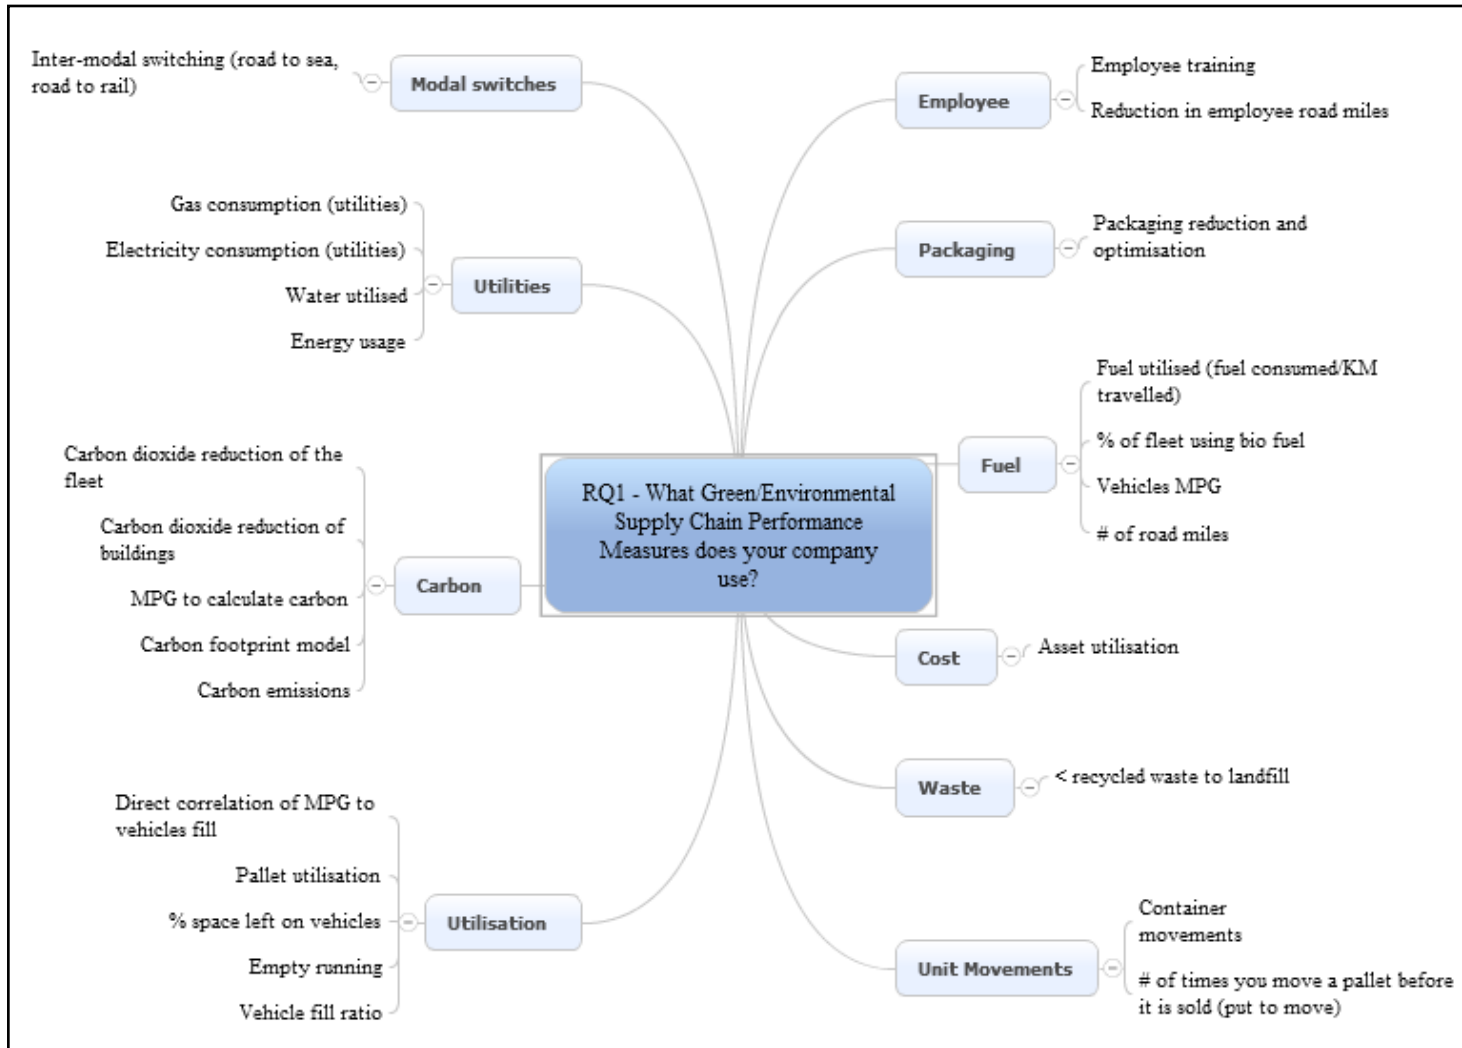 Inter-modal switching (road to sea,
road to rail)
Modal switches
Gas consumption (utilities)
Electricity consumption (utilities)
Water utilised
Energy usage
Utilities
Carbon dioxide reduction of the
fleet
Carbon dioxide reduction of
buildings
MPG to calculate carbon
Carbon footprint model
Carbon emissions
Carbon
Direct correlation of MPG to
vehicles fill
Pallet utilisation
% space left on vehicles
Empty running
Vehicle fill ratio
Utilisation
RQ1 - What Green/Environmental
Supply Chain Performance
Measures does your company
use?
Employee
Employee training
Reduction in employee road miles
Packaging
Packaging reduction and
optimisation
Fuel
Fuel utilised (fuel consumed/KM
travelled)
% of fleet using bio fuel
Vehicles MPG
# of road miles
Cost
Asset utilisation
Waste
< recycled waste to landfill
Unit Movements
Container
movements
# of times you move a pallet before
it is sold (put to move)